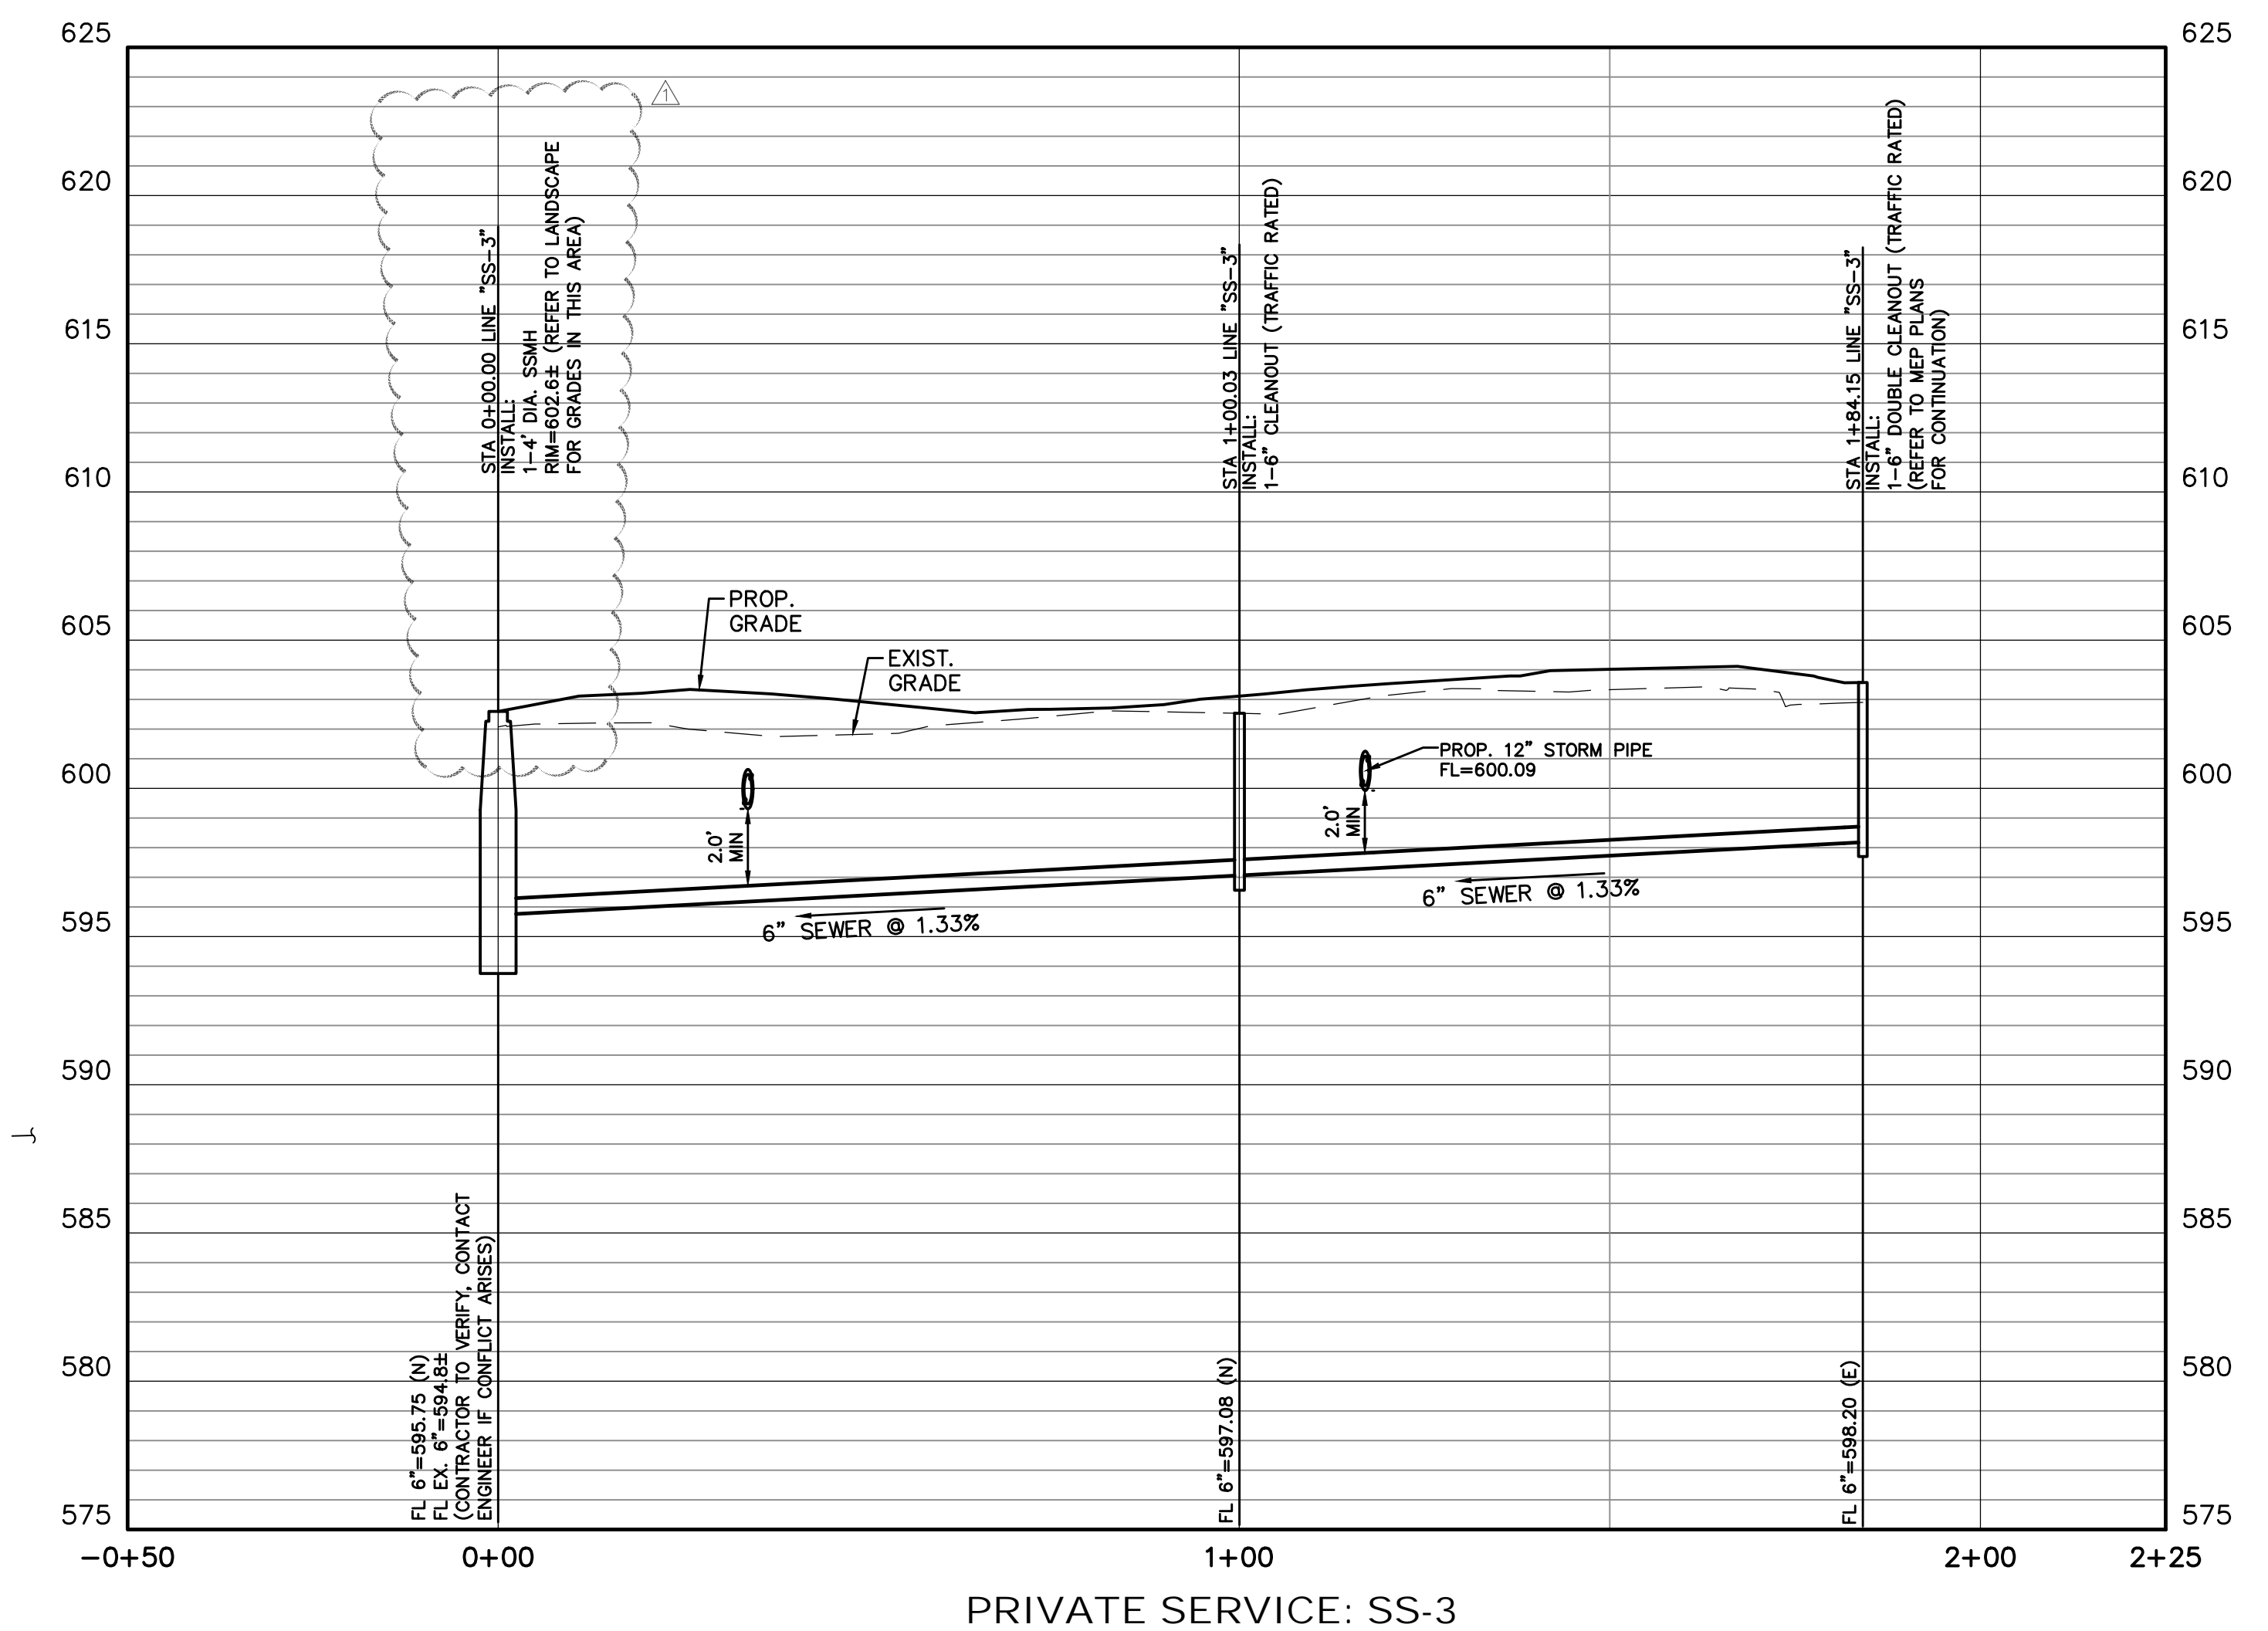 625
625
620
620
615
615
610
610
605
605
600
600
595
595
590
590
585
585
580
580
575
575
1
STA 0+00.00 LINE "SS-3"
INSTALL:
1-4' DIA. SSMH
RIM=602.6± (REFER TO LANDSCAPE
FOR GRADES IN THIS AREA)
STA 1+00.03 LINE "SS-3"
INSTALL:
1-6" CLEANOUT (TRAFFIC RATED)
STA 1+84.15 LINE "SS-3"
INSTALL:
1-6" DOUBLE CLEANOUT (TRAFFIC RATED)
(REFER TO MEP PLANS
FOR CONTINUATION)
PROP.
GRADE
EXIST.
GRADE
PROP. 12" STORM PIPE
FL=600.09
2.0'
MIN
2.0'
MIN
6" SEWER @ 1.33%
6" SEWER @ 1.33%
FL 6"=595.75 (N)
FL EX. 6"=594.8±
(CONTRACTOR TO VERIFY, CONTACT
ENGINEER IF CONFLICT ARISES)
FL 6"=597.08 (N)
FL 6"=598.20 (E)
-0+50
0+00
1+00
2+00
2+25
PRIVATE SERVICE: SS-3